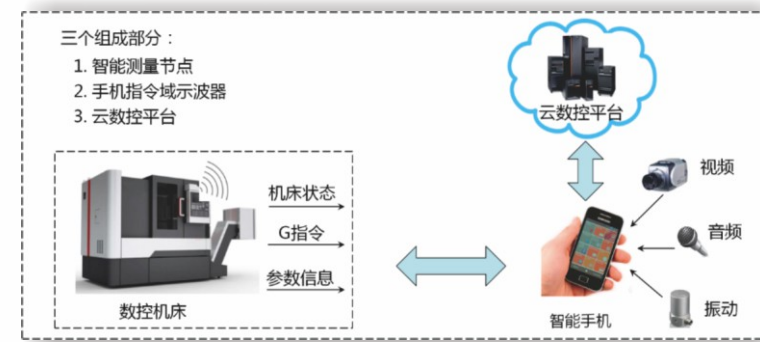 三个组成部分：
1. 智能测量节点
2. 手机指令域示波器
3. 云数控平台
云数控平台
机床状态
G指令
参数信息
数控机床
视频
音频
振动
智能手机